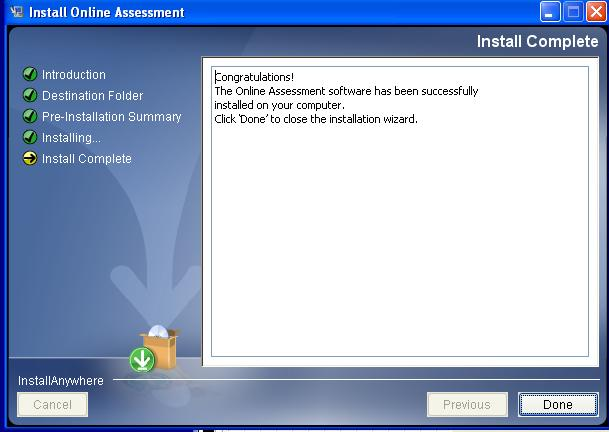 Install Online Assessment
Install Complete
Introduction
Destination Folder
Pre-Installation Summary
Installing...
Install Complete
Congratulations!
The Online Assessment software has been successfully
installed on your computer.
Click 'Done' to close the installation wizard.
InstallAnywhere
Cancel
Previous
Done